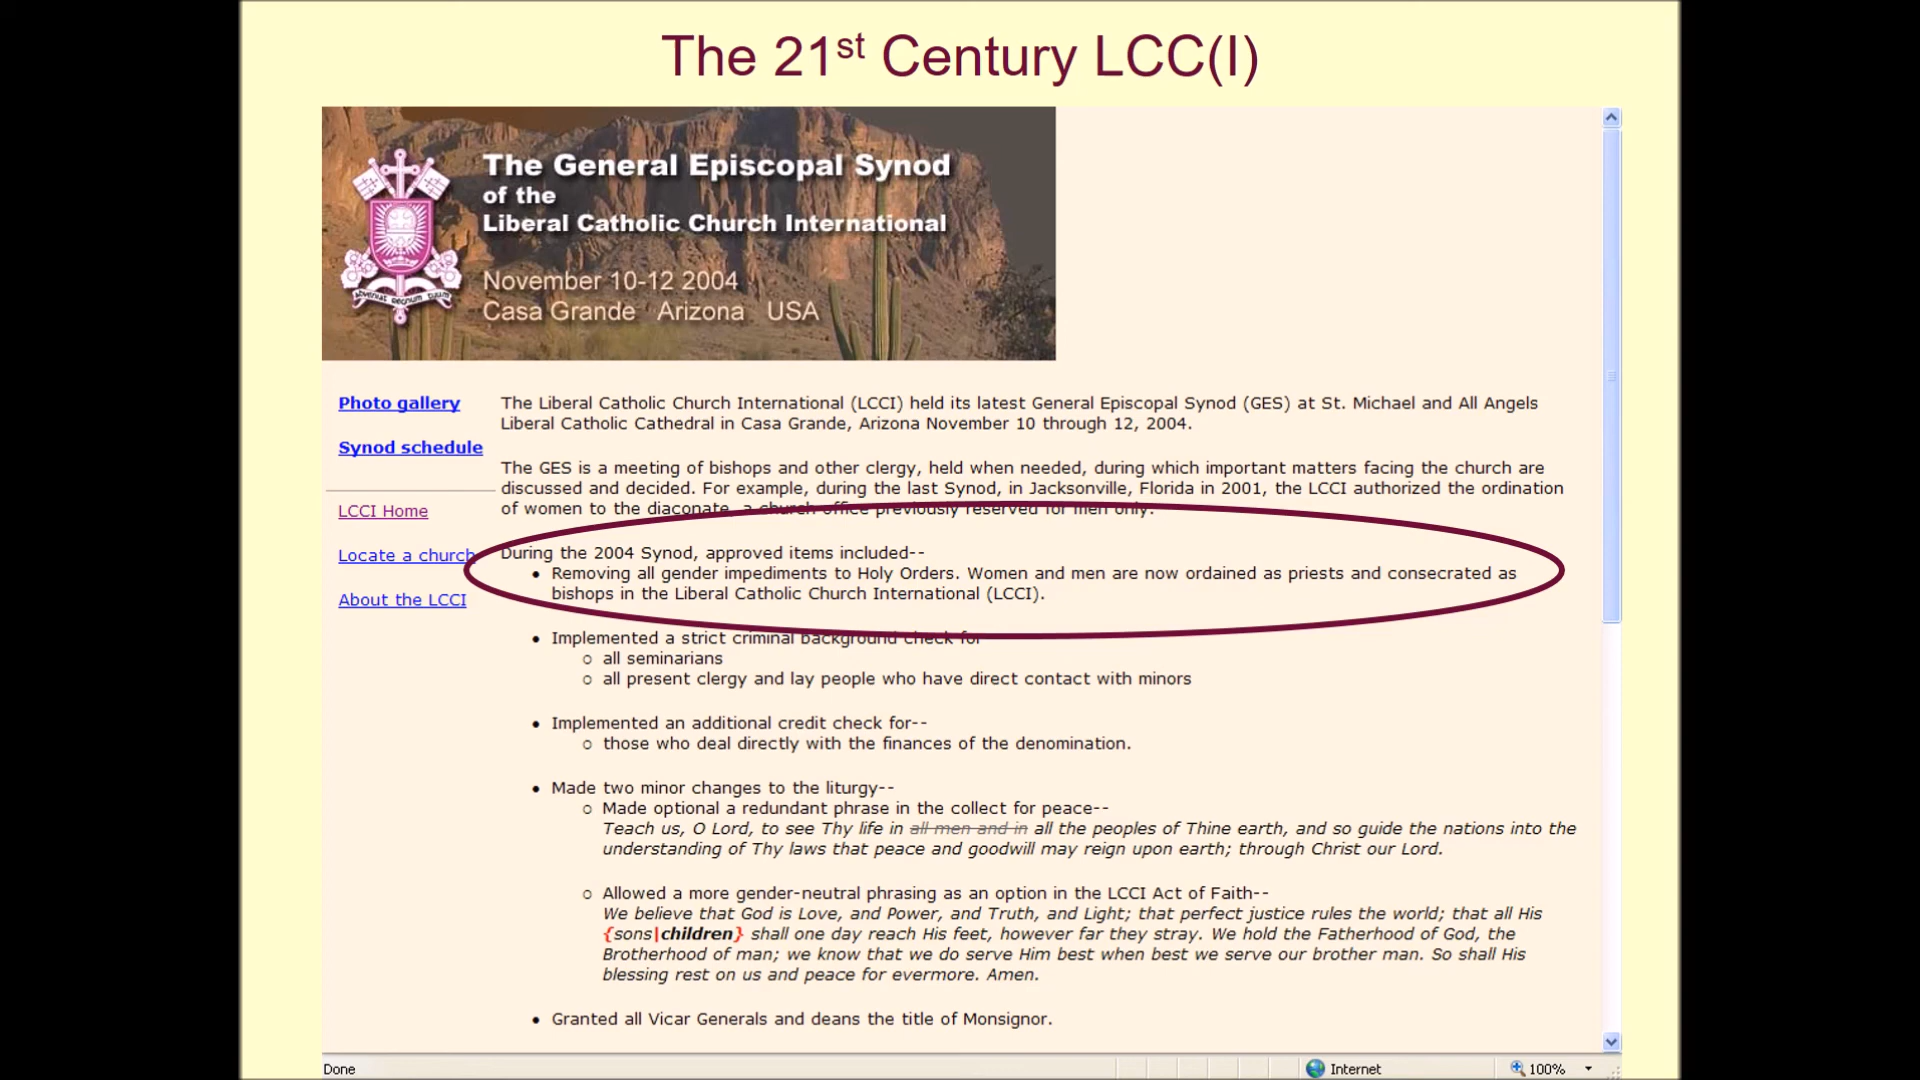 The 21st Century LCC(I)
The General Episcopal Synod
of the
Liberal Catholic Church International
November 10-12 2004
Casa Grande Arizona USA
ADVENIAT REGNUM TUUM
Photo gallery
Synod schedule
LCCI Home
Locate a church
About the LCCI
The Liberal Catholic Church International (LCCI) held its latest General Episcopal Synod (GES) at St. Michael and All Angels
Liberal Catholic Cathedral in Casa Grande, Arizona November 10 through 12, 2004.
The GES is a meeting of bishops and other clergy, held when needed, during which important matters facing the church are
discussed and decided. For example, during the last Synod, in Jacksonville, Florida in 2001, the LCCI authorized the ordination
of women to the diaconate, a church office previously reserved for men only.
During the 2004 Synod, approved items included--
• Removing all gender impediments to Holy Orders. Women and men are now ordained as priests and consecrated as
bishops in the Liberal Catholic Church International (LCCI).
• Implemented a strict criminal background check for
o all seminarians
o all present clergy and lay people who have direct contact with minors
• Implemented an additional credit check for--
o those who deal directly with the finances of the denomination.
• Made two minor changes to the liturgy--
o Made optional a redundant phrase in the collect for peace--
Teach us, O Lord, to see Thy life in all men and in all the peoples of Thine earth, and so guide the nations into the
understanding of Thy laws that peace and goodwill may reign upon earth; through Christ our Lord.
o Allowed a more gender-neutral phrasing as an option in the LCCI Act of Faith--
We believe that God is Love, and Power, and Truth, and Light; that perfect justice rules the world; that all His
{sons|children} shall one day reach His feet, however far they stray. We hold the Fatherhood of God, the
Brotherhood of man; we know that we do serve Him best when best we serve our brother man. So shall His
blessing rest on us and peace for evermore. Amen.
• Granted all Vicar Generals and deans the title of Monsignor.
Done
Internet
100%